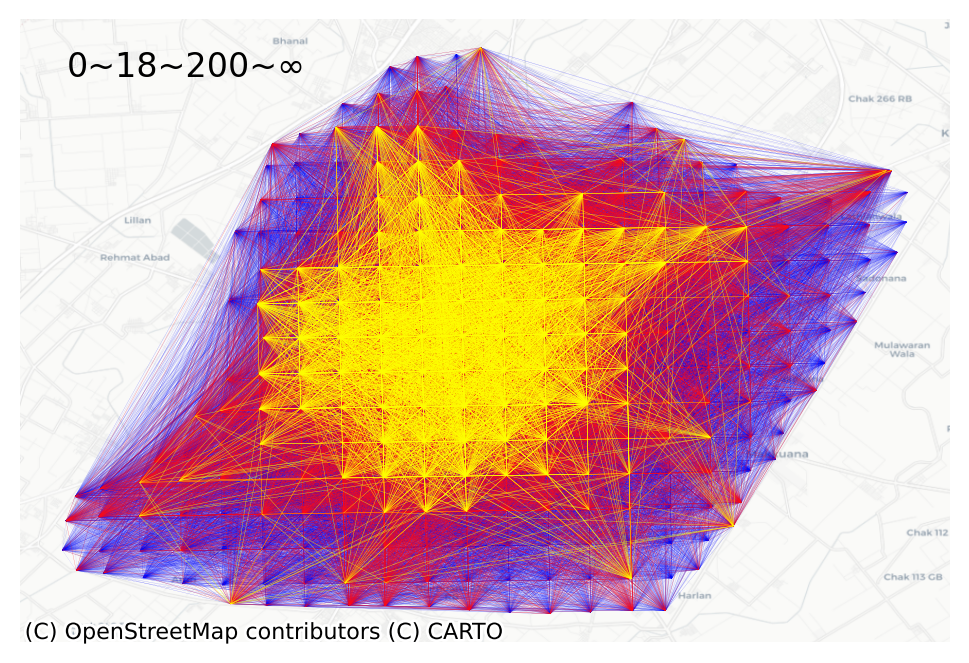 0~18~200~∞
Bhanal
Chak 266 RB
Lillan
Rehmat Abad
Mulawaran
Wala
Chak 112
Chak 113 GB
Harlan
(C) OpenStreetMap contributors (C) CARTO